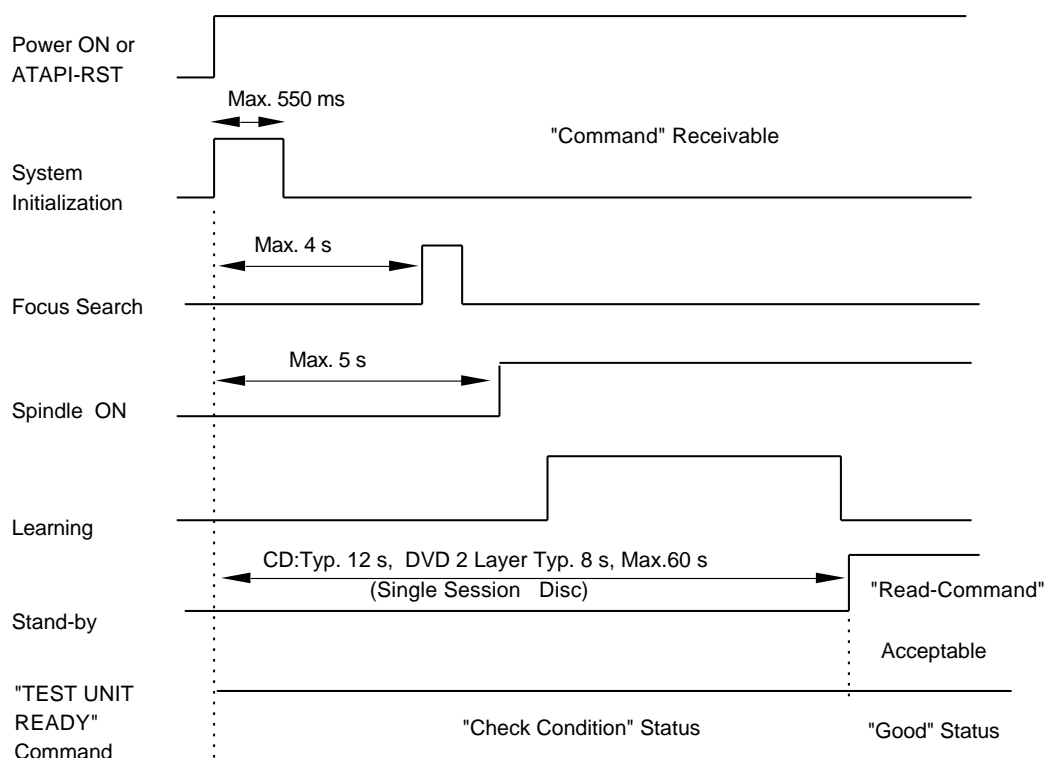 Power ON or
ATAPI-RST
Max. 550 ms
"Command" Receivable
System
Initialization
Max. 4 s
Focus Search
Max. 5 s
Spindle ON
Learning
CD:Typ. 12 s, DVD 2 Layer Typ. 8 s, Max.60 s
(Single Session Disc)
"Read-Command"
Stand-by
Acceptable
"TEST UNIT
READY"
Command
"Check Condition" Status
"Good" Status